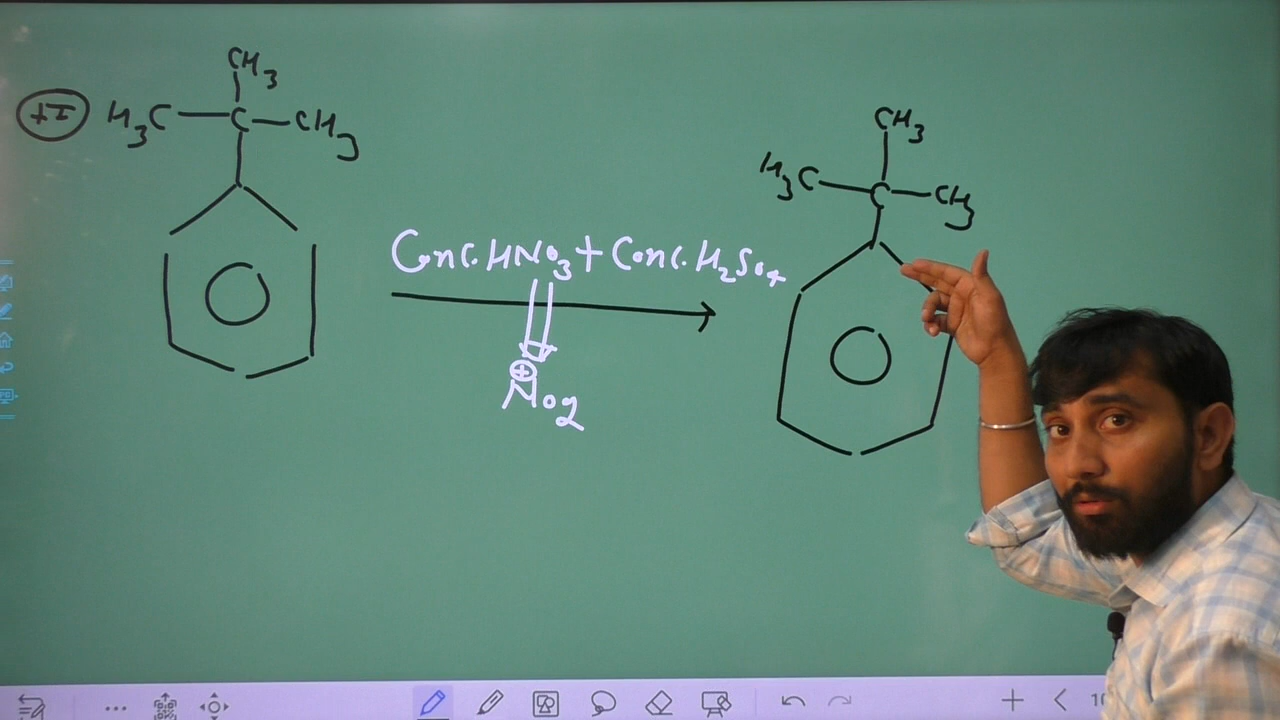 CH3
+I H3C C CH3
CH3
H3C C CH3
Conc. HNO3 + Conc. H2SO4
⊕
NO2